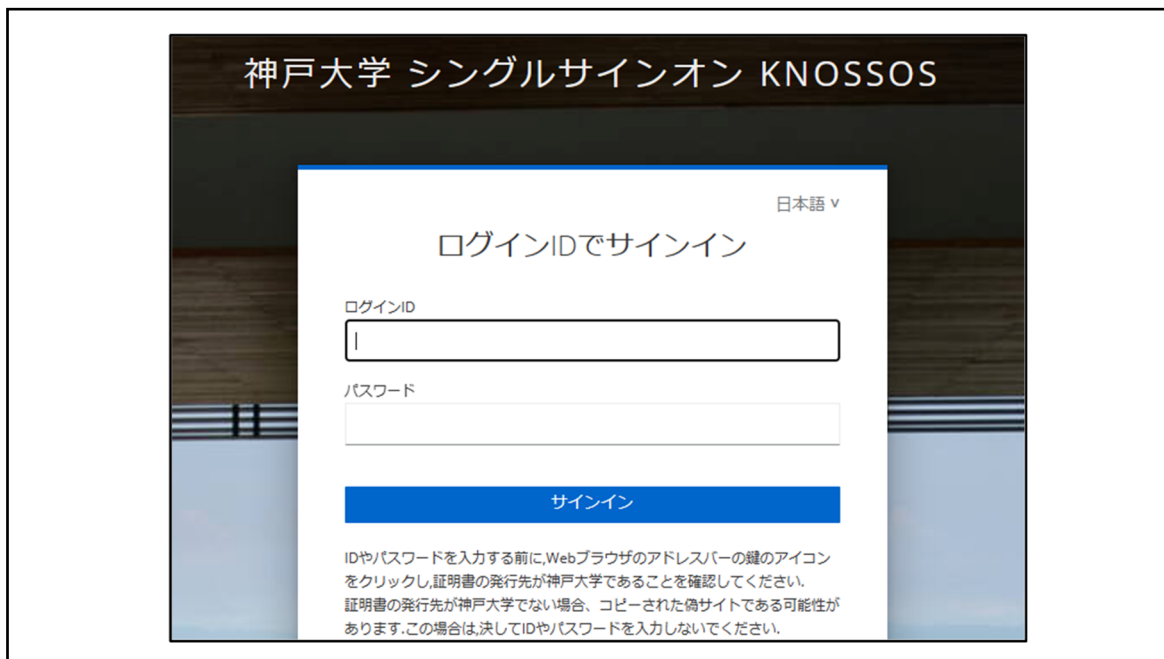 神戸大学 シングルサインオン KNOSSOS
日本語 ˅
ログインIDでサインイン
ログインID
パスワード
サインイン
IDやパスワードを入力する前に,Webブラウザのアドレスバーの鍵のアイコン
をクリックし,証明書の発行先が神戸大学であることを確認してください.
証明書の発行先が神戸大学でない場合、コピーされた偽サイトである可能性が
あります.この場合は,決してIDやパスワードを入力しないでください.